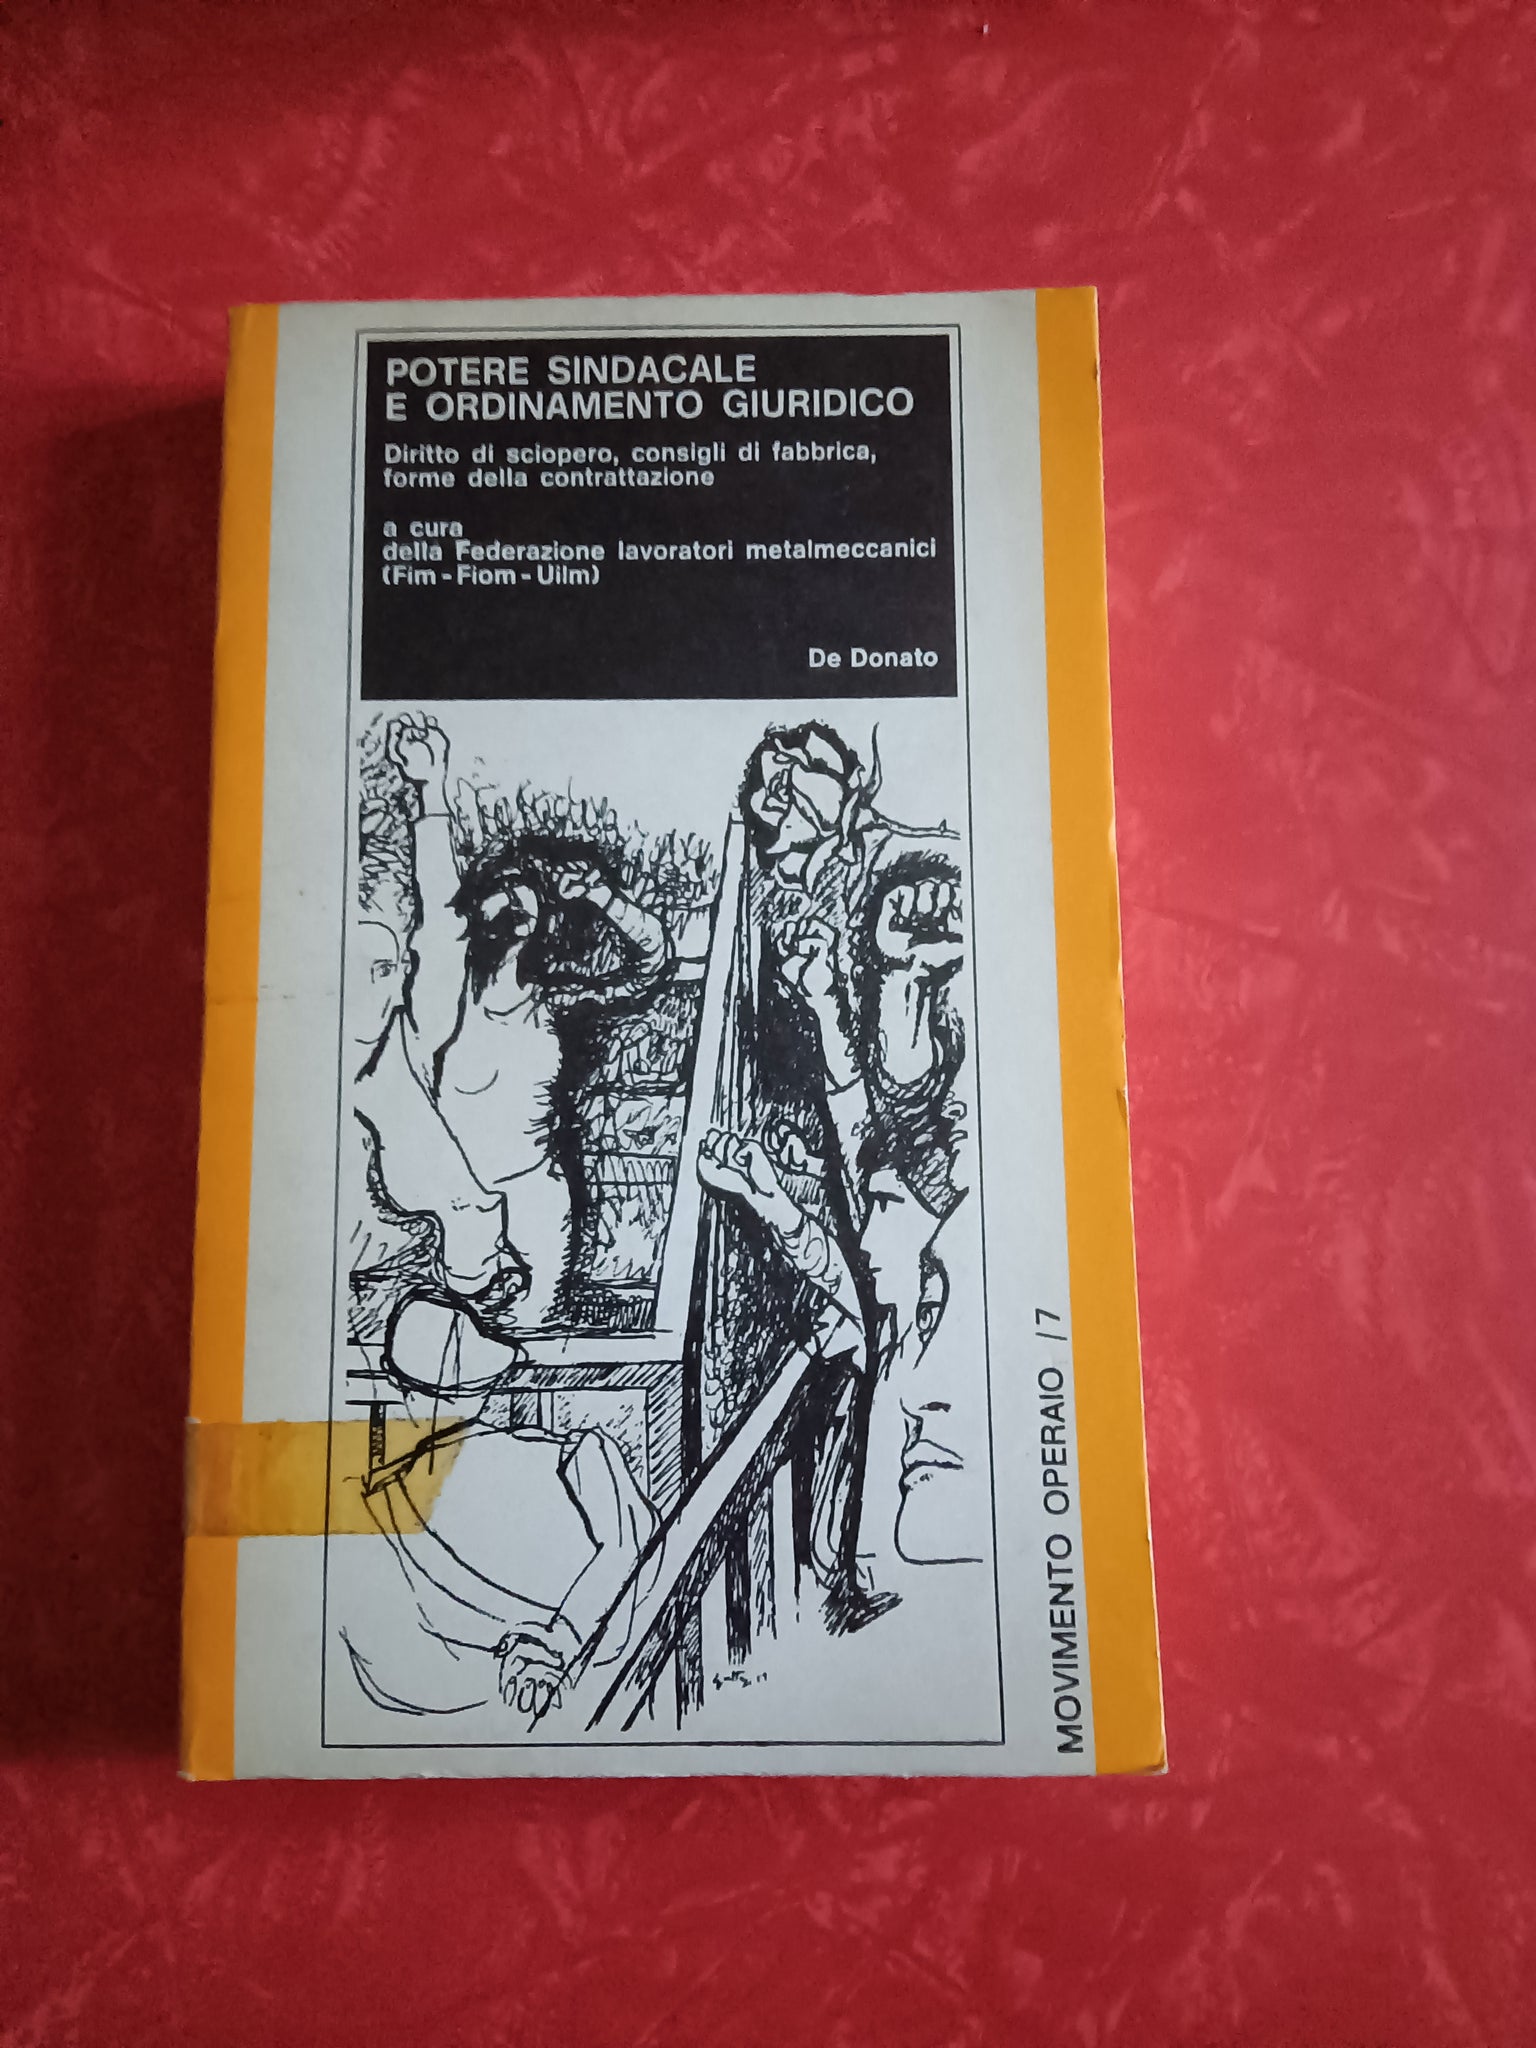 POTERE SINDACALE
E ORDINAMENTO GIURIDICO
Diritto di sciopero, consigli di fabbrica,
forme della contrattazione
a cura
della Federazione lavoratori metalmeccanici
(Fim - Fiom - Uilm)
De Donato
MOVIMENTO OPERAIO /7